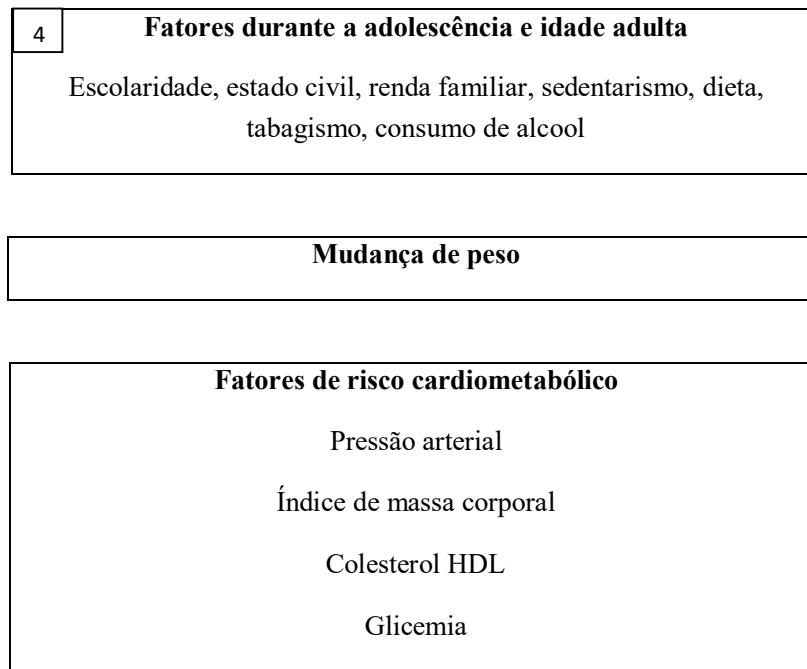 4
Fatores durante a adolescência e idade adulta
Escolaridade, estado civil, renda familiar, sedentarismo, dieta,
tabagismo, consumo de alcool
Mudança de peso
Fatores de risco cardiometabólico
Pressão arterial
Índice de massa corporal
Colesterol HDL
Glicemia